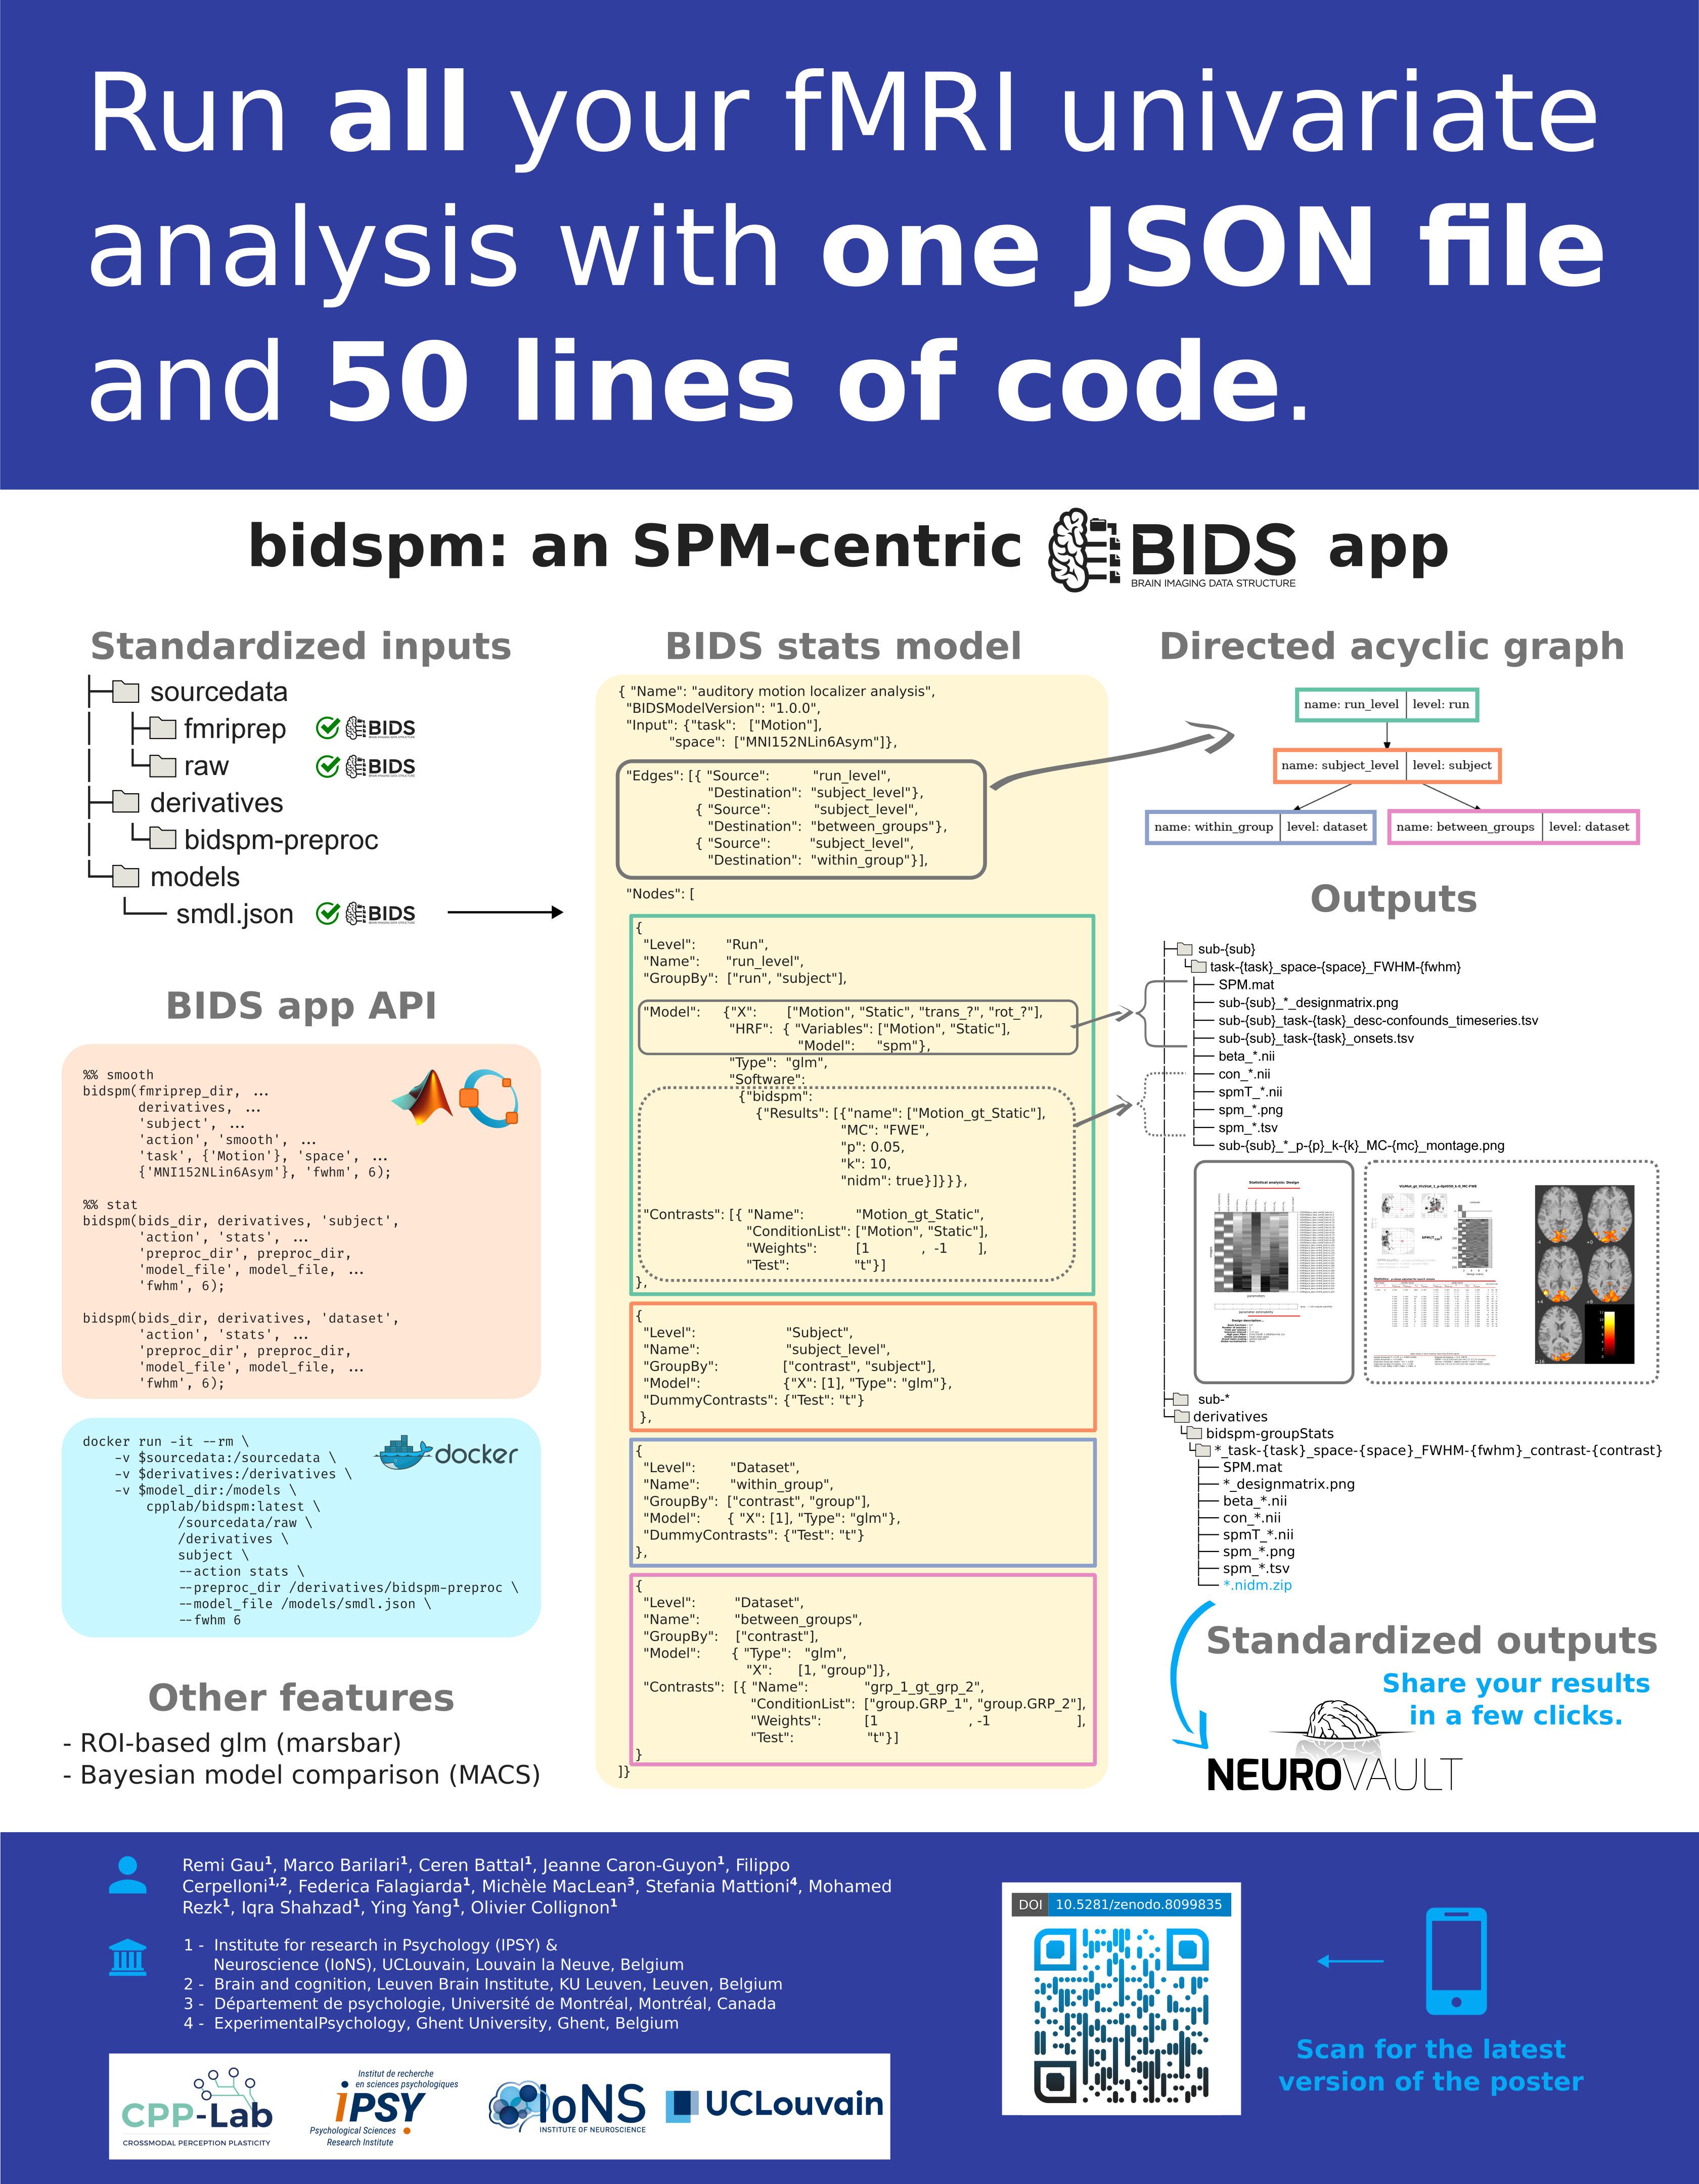 Run all your fMRI univariate
analysis with one JSON file
and 50 lines of code.
bidspm: an SPM-centric BIDS app
BRAIN IMAGING DATA STRUCTURE
Standardized inputs
sourcedata
fmriprep BIDS
raw BIDS
derivatives
bidspm-preproc
models
smdl.json BIDS
BIDS app API
%% smooth
bidspm(fmriprep_dir, ...
derivatives, ...
'subject', ...
'action', 'smooth', ...
'task', {'Motion'}, 'space', ...
{'MNI152NLin6Asym'}, 'fwhm', 6);
%% stat
bidspm(bids_dir, derivatives, 'subject',
'action', 'stats', ...
'preproc_dir', preproc_dir,
'model_file', model_file, ...
'fwhm', 6);
bidspm(bids_dir, derivatives, 'dataset',
'action', 'stats', ...
'preproc_dir', preproc_dir,
'model_file', model_file, ...
'fwhm', 6);
docker
docker run -it --rm \
-v $sourcedata:/sourcedata \
-v $derivatives:/derivatives \
-v $model_dir:/models \
cpplab/bidspm:latest \
/sourcedata/raw \
/derivatives \
subject \
--action stats \
--preproc_dir /derivatives/bidspm-preproc \
--model_file /models/smdl.json \
--fwhm 6
Other features
- ROI-based glm (marsbar)
- Bayesian model comparison (MACS)
BIDS stats model
{ "Name": "auditory motion localizer analysis",
"BIDSModelVersion": "1.0.0",
"Input": {"task": ["Motion"],
"space": ["MNI152NLin6Asym"]},
"Edges": [{ "Source": "run_level",
"Destination": "subject_level"},
{ "Source": "subject_level",
"Destination": "between_groups"},
{ "Source": "subject_level",
"Destination": "within_group"}],
"Nodes": [
{
"Level": "Run",
"Name": "run_level",
"GroupBy": ["run", "subject"],
"Model": {"X": ["Motion", "Static", "trans_?", "rot_?"],
"HRF": { "Variables": ["Motion", "Static"],
"Model": "spm"},
"Type": "glm",
"Software":
{"bidspm":
{"Results": [{"name": ["Motion_gt_Static"],
"MC": "FWE",
"p": 0.05,
"k": 10,
"nidm": true}]}}},
"Contrasts": [{ "Name": "Motion_gt_Static",
"ConditionList": ["Motion", "Static"],
"Weights": [1 , -1 ],
"Test": "t"}]
},
{
"Level": "Subject",
"Name": "subject_level",
"GroupBy": ["contrast", "subject"],
"Model": {"X": [1], "Type": "glm"},
"DummyContrasts": {"Test": "t"}
},
{
"Level": "Dataset",
"Name": "within_group",
"GroupBy": ["contrast", "group"],
"Model": { "X": [1], "Type": "glm"},
"DummyContrasts": {"Test": "t"}
},
{
"Level": "Dataset",
"Name": "between_groups",
"GroupBy": ["contrast"],
"Model": { "Type": "glm",
"X": [1, "group"]},
"Contrasts": [{ "Name": "grp_1_gt_grp_2",
"ConditionList": ["group.GRP_1", "group.GRP_2"],
"Weights": [1 , -1 ],
"Test": "t"}]
}
]}
Directed acyclic graph
name: run_level level: run
name: subject_level level: subject
name: within_group level: dataset
name: between_groups level: dataset
Outputs
sub-{sub}
task-{task}_space-{space}_FWHM-{fwhm}
SPM.mat
sub-{sub}_*_designmatrix.png
sub-{sub}_task-{task}_desc-confounds_timeseries.tsv
sub-{sub}_task-{task}_onsets.tsv
beta_*.nii
con_*.nii
spmT_*.nii
spm_*.png
spm_*.tsv
sub-{sub}_*_p-{p}_k-{k}_MC-{mc}_montage.png
Statistical analysis: Design
parameters
parameter estimability
Design description...
sub-*
derivatives
bidspm-groupStats
*_task-{task}_space-{space}_FWHM-{fwhm}_contrast-{contrast}
SPM.mat
*_designmatrix.png
beta_*.nii
con_*.nii
spmT_*.nii
spm_*.png
spm_*.tsv
*.nidm.zip
Standardized outputs
Share your results
in a few clicks.
NEUROVAULT
Remi Gau1, Marco Barilari1, Ceren Battal1, Jeanne Caron-Guyon1, Filippo
Cerpelloni1,2, Federica Falagiarda1, Michèle MacLean3, Stefania Mattioni4, Mohamed
Rezk1, Iqra Shahzad1, Ying Yang1, Olivier Collignon1
1 - Institute for research in Psychology (IPSY) &
Neuroscience (IoNS), UCLouvain, Louvain la Neuve, Belgium
2 - Brain and cognition, Leuven Brain Institute, KU Leuven, Leuven, Belgium
3 - Département de psychologie, Université de Montréal, Montréal, Canada
4 - ExperimentalPsychology, Ghent University, Ghent, Belgium
CPP-Lab
CROSSMODAL PERCEPTION PLASTICITY
Institut de recherche
en sciences psychologiques
iPSY
Psychological Sciences
Research Institute
IoNS
INSTITUTE OF NEUROSCIENCE
UCLouvain
DOI 10.5281/zenodo.8099835
Scan for the latest
version of the poster